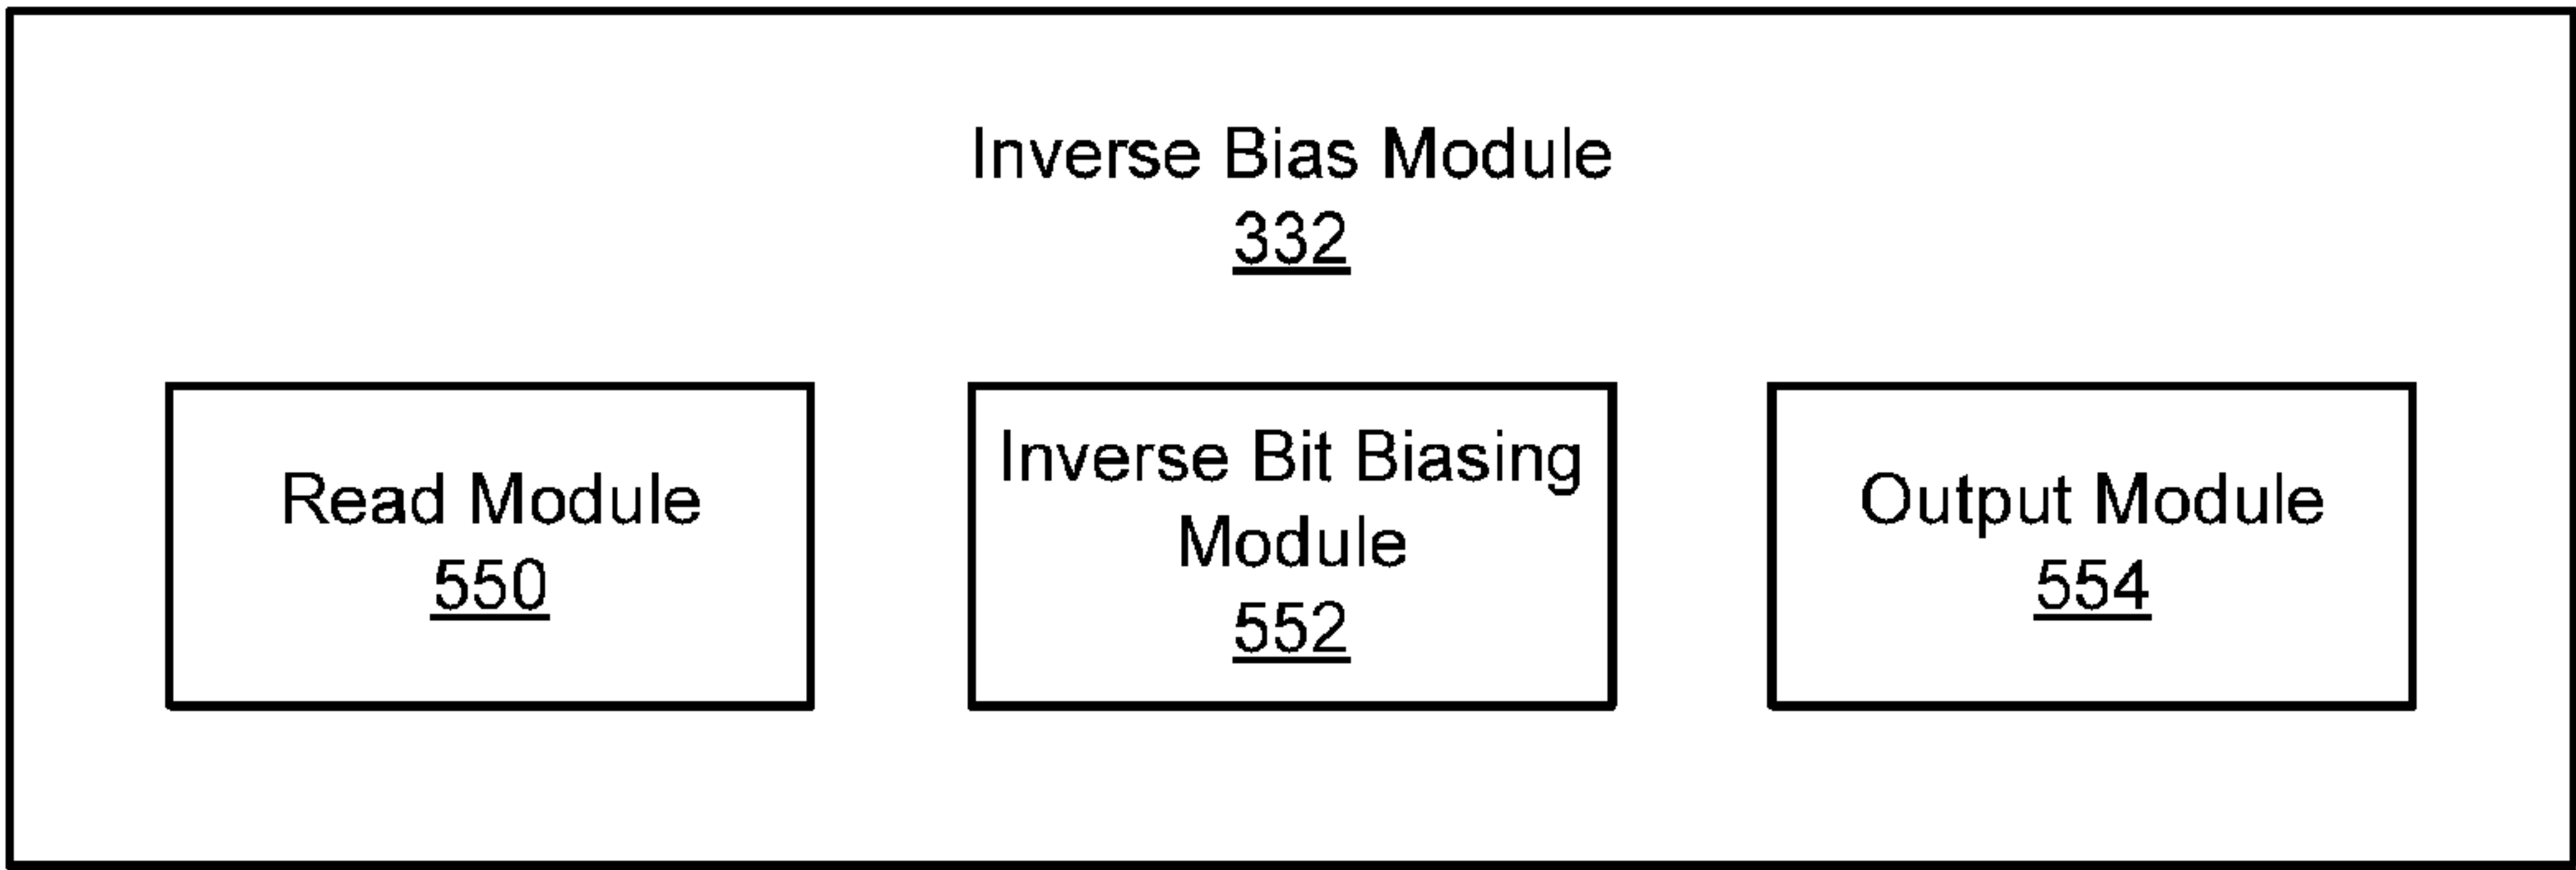 Inverse Bias Module
332
Read Module
550
Inverse Bit Biasing
Module
552
Output Module
554